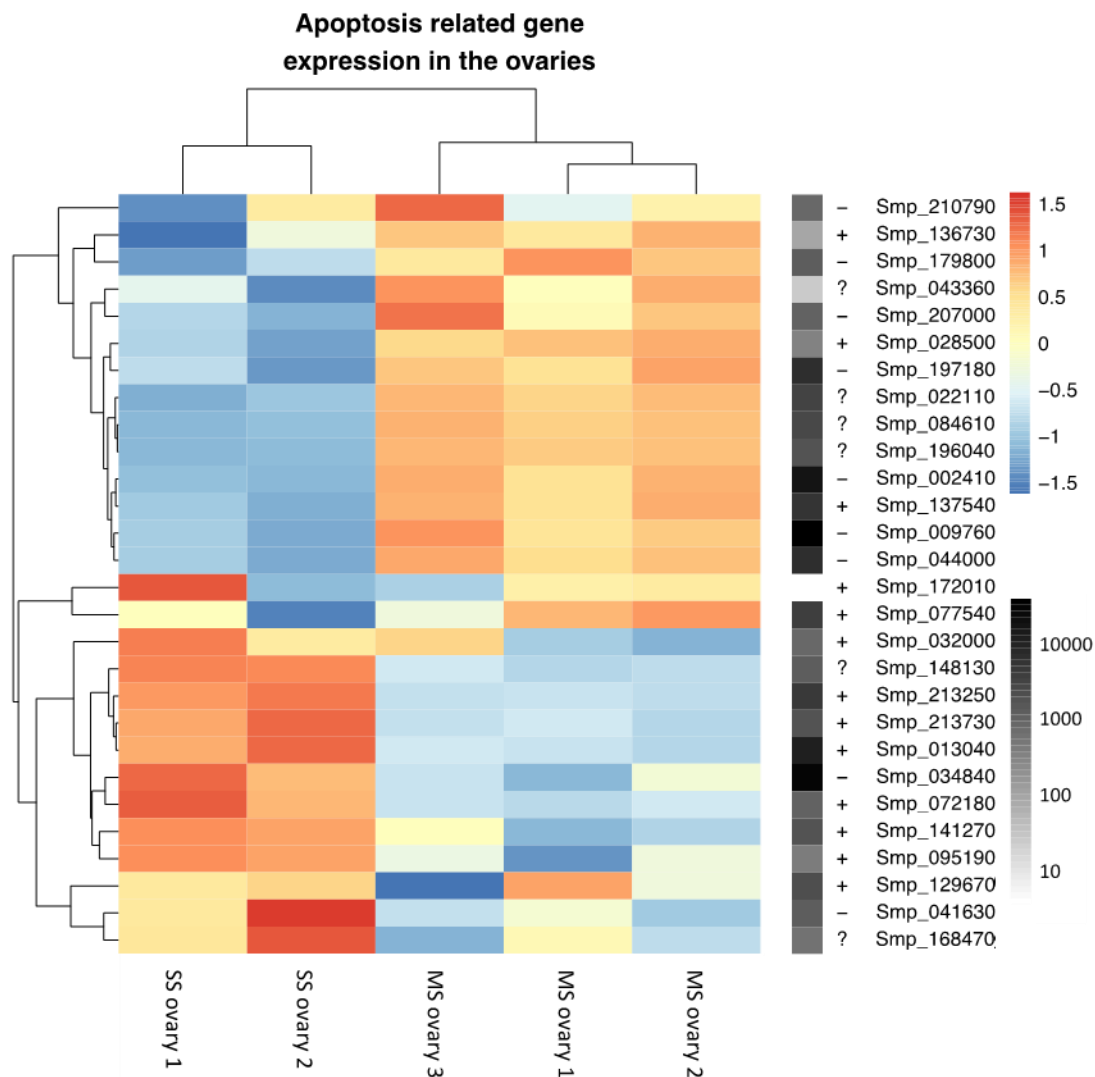 Apoptosis related gene
expression in the ovaries
− Smp_210790
+ Smp_136730
− Smp_179800
? Smp_043360
− Smp_207000
+ Smp_028500
− Smp_197180
? Smp_022110
? Smp_084610
? Smp_196040
− Smp_002410
+ Smp_137540
− Smp_009760
− Smp_044000
+ Smp_172010
+ Smp_077540
+ Smp_032000
? Smp_148130
+ Smp_213250
+ Smp_213730
+ Smp_013040
− Smp_034840
+ Smp_072180
+ Smp_141270
+ Smp_095190
+ Smp_129670
− Smp_041630
? Smp_168470
1.5
1
0.5
0
−0.5
−1
−1.5
10000
1000
100
10
SS ovary 1
SS ovary 2
MS ovary 3
MS ovary 1
MS ovary 2